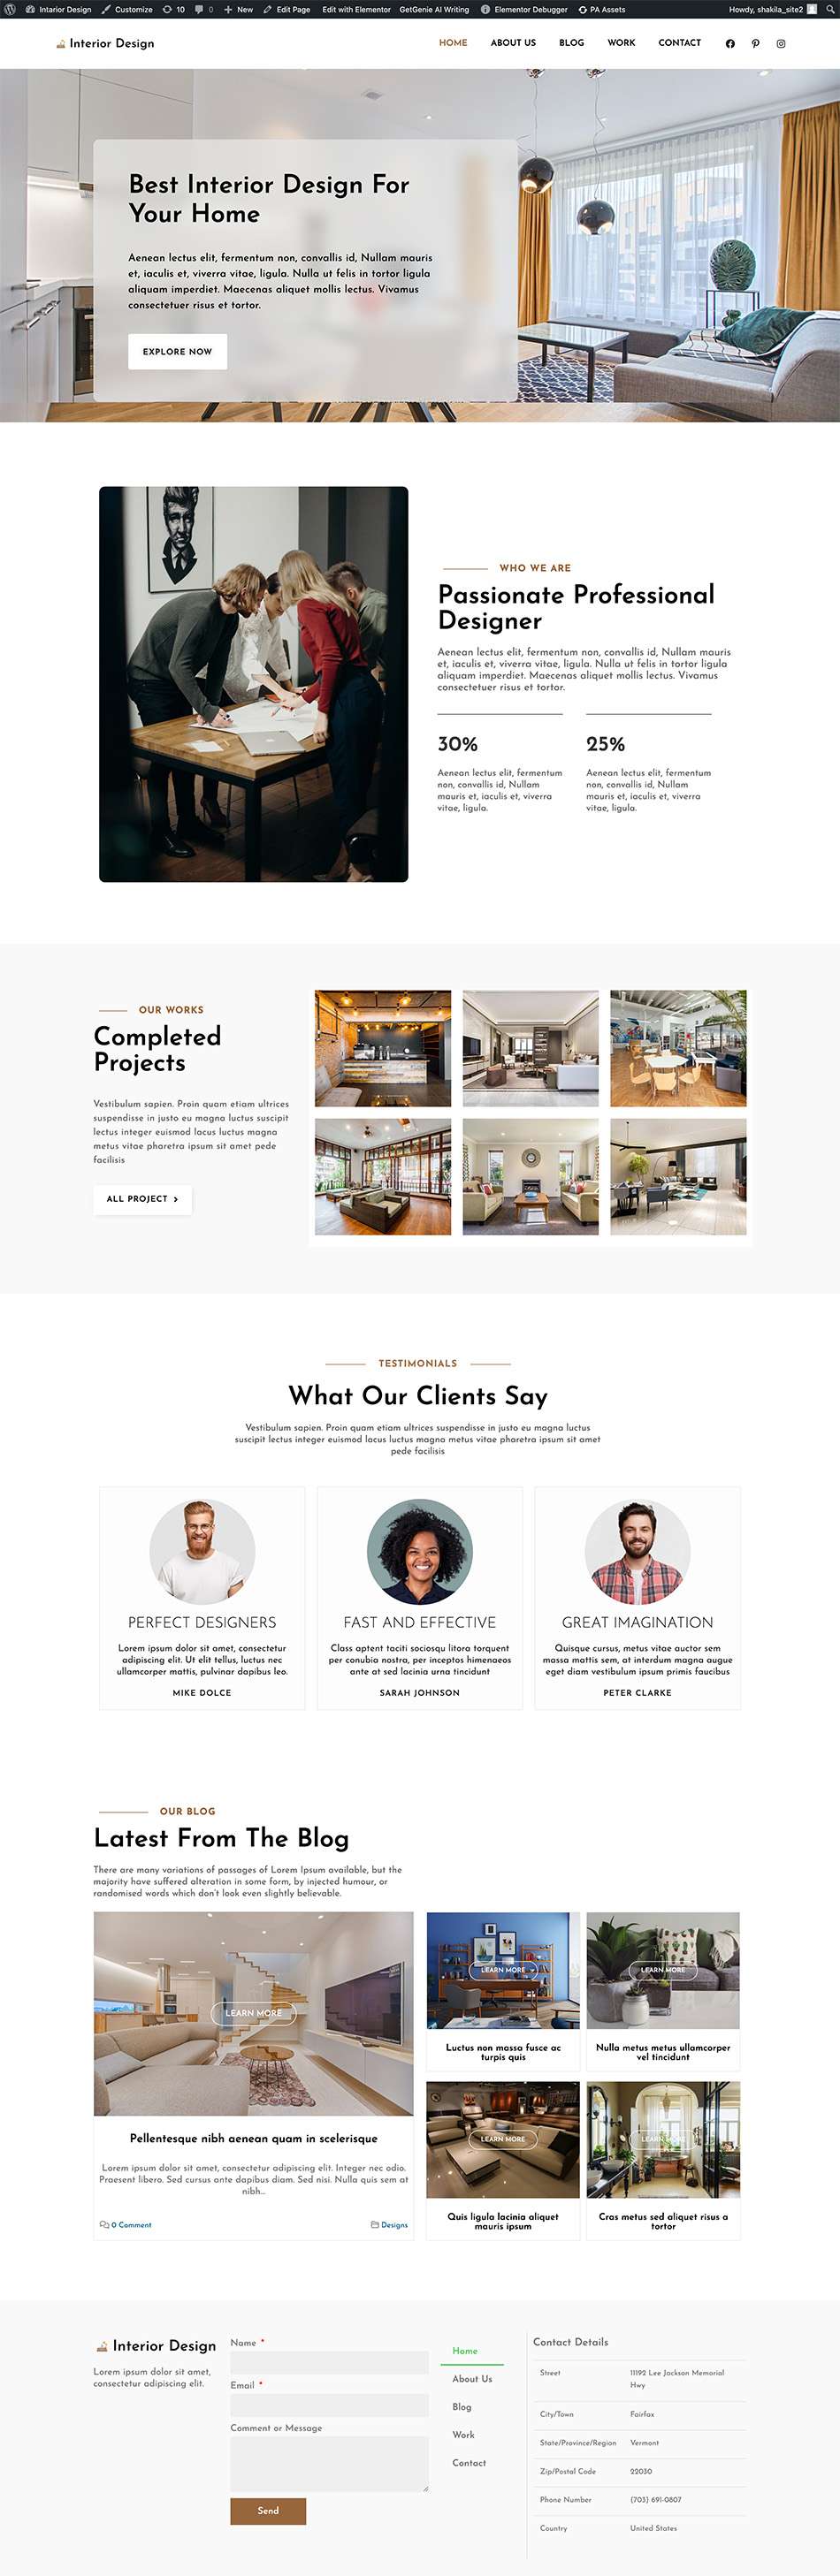 Intarior Design Customize 10 0 New Edit Page Edit with Elementor GetGenie AI Writing Elementor Debugger PA Assets Howdy, shakila_site2
Interior Design HOME ABOUT US BLOG WORK CONTACT
Best Interior Design For
Your Home
Aenean lectus elit, fermentum non, convallis id, Nullam mauris
et, iaculis et, viverra vitae, ligula. Nulla ut felis in tortor ligula
aliquam imperdiet. Maecenas aliquet mollis lectus. Vivamus
consectetuer risus et tortor.
EXPLORE NOW
WHO WE ARE
Passionate Professional
Designer
Aenean lectus elit, fermentum non, convallis id, Nullam mauris
et, iaculis et, viverra vitae, ligula. Nulla ut felis in tortor ligula
aliquam imperdiet. Maecenas aliquet mollis lectus. Vivamus
consectetuer risus et tortor.
30%
Aenean lectus elit, fermentum
non, convallis id, Nullam
mauris et, iaculis et, viverra
vitae, ligula.
25%
Aenean lectus elit, fermentum
non, convallis id, Nullam
mauris et, iaculis et, viverra
vitae, ligula.
OUR WORKS
Completed
Projects
Vestibulum sapien. Proin quam etiam ultrices
suspendisse in justo eu magna luctus suscipit
lectus integer euismod lacus luctus magna
metus vitae pharetra ipsum sit amet pede
facilisis
ALL PROJECT
TESTIMONIALS
What Our Clients Say
Vestibulum sapien. Proin quam etiam ultrices suspendisse in justo eu magna luctus
suscipit lectus integer euismod lacus luctus magna metus vitae pharetra ipsum sit amet
pede facilisis
PERFECT DESIGNERS
Lorem ipsum dolor sit amet, consectetur
adipiscing elit. Ut elit tellus, luctus nec
ullamcorper mattis, pulvinar dapibus leo.
MIKE DOLCE
FAST AND EFFECTIVE
Class aptent taciti sociosqu litora torquent
per conubia nostra, per inceptos himenaeos
ante at sed lacinia urna tincidunt
SARAH JOHNSON
GREAT IMAGINATION
Quisque cursus, metus vitae auctor sem
massa mattis sem, at interdum magna augue
eget diam vestibulum ipsum primis faucibus
PETER CLARKE
OUR BLOG
Latest From The Blog
There are many variations of passages of Lorem Ipsum available, but the
majority have suffered alteration in some form, by injected humour, or
randomised words which don't look even slightly believable.
LEARN MORE
Pellentesque nibh aenean quam in scelerisque
Lorem ipsum dolor sit amet, consectetur adipiscing elit. Integer nec odio.
Praesent libero. Sed cursus ante dapibus diam. Sed nisi. Nulla quis sem at
nibh...
0 Comment Designs
LEARN MORE
Luctus non massa fusce ac
turpis quis
LEARN MORE
Nulla metus metus ullamcorper
vel tincidunt
LEARN MORE
Quis ligula lacinia aliquet
mauris ipsum
LEARN MORE
Cras metus sed aliquet risus a
tortor
Interior Design
Lorem ipsum dolor sit amet,
consectetur adipiscing elit.
Name *
Email *
Comment or Message
Send
Home
About Us
Blog
Work
Contact
Contact Details
Street 11192 Lee Jackson Memorial
Hwy
City/Town Fairfax
State/Province/Region Vermont
Zip/Postal Code 22030
Phone Number (703) 691-0807
Country United States